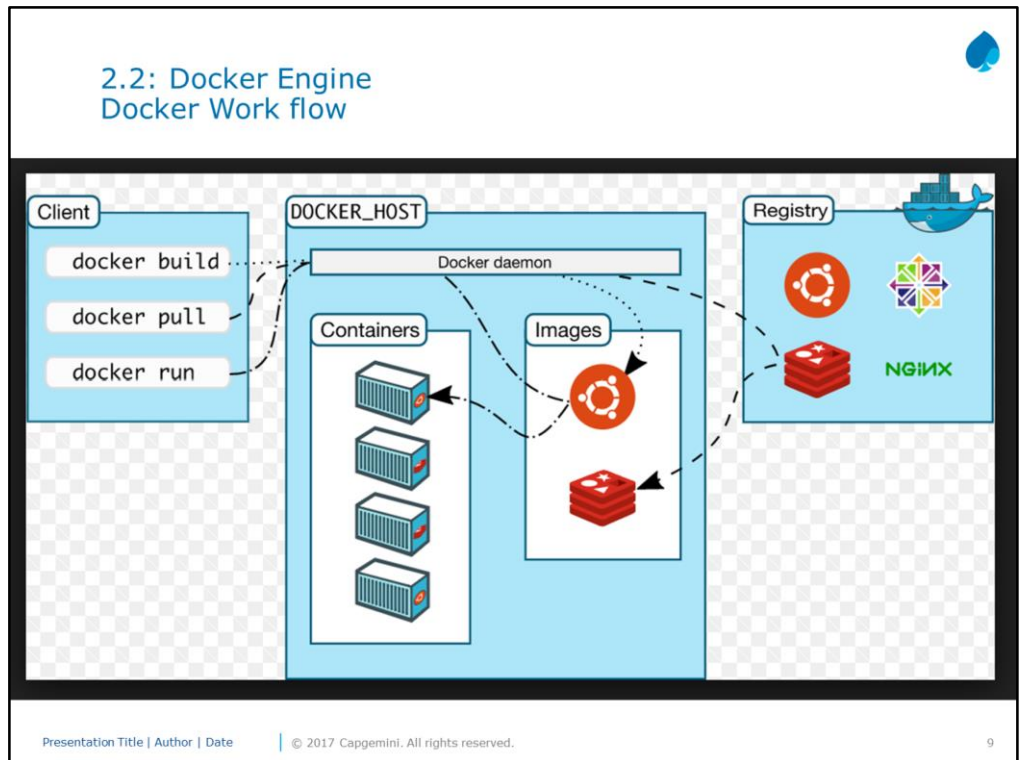 2.2: Docker Engine
Docker Work flow
Client
docker build
docker pull
docker run
DOCKER_HOST
Docker daemon
Containers
Images
Registry
NGINX
Presentation Title | Author | Date
© 2017 Capgemini. All rights reserved.
9